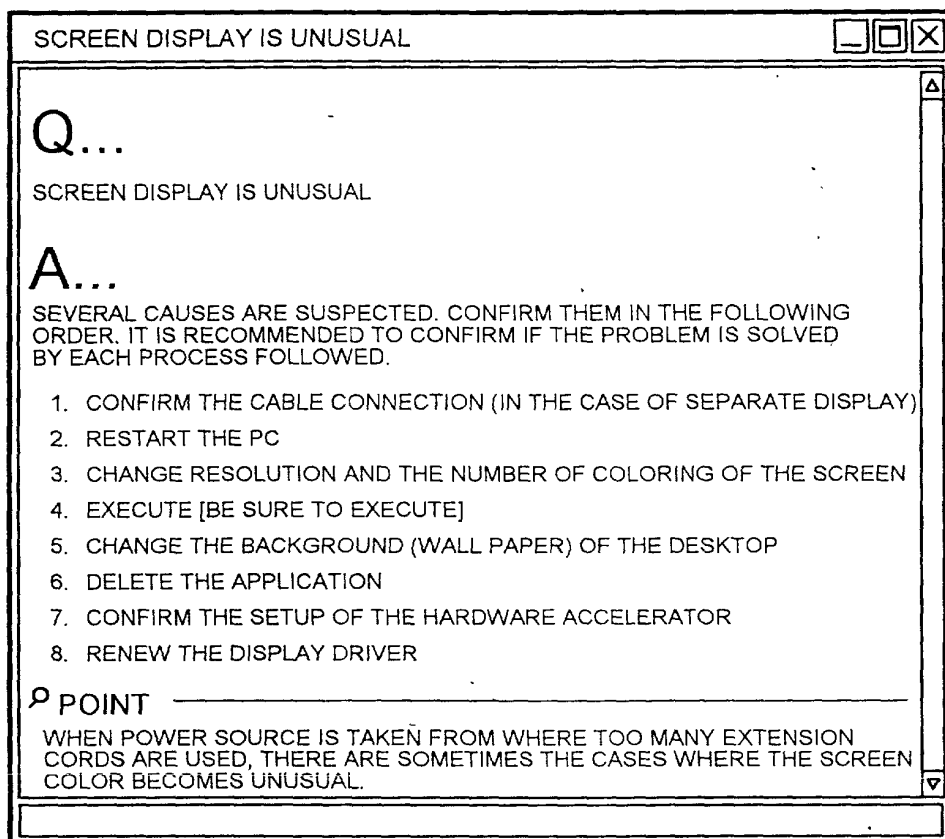 SCREEN DISPLAY IS UNUSUAL
Q...
SCREEN DISPLAY IS UNUSUAL
A...
SEVERAL CAUSES ARE SUSPECTED. CONFIRM THEM IN THE FOLLOWING
ORDER. IT IS RECOMMENDED TO CONFIRM IF THE PROBLEM IS SOLVED
BY EACH PROCESS FOLLOWED.
1. CONFIRM THE CABLE CONNECTION (IN THE CASE OF SEPARATE DISPLAY)
2. RESTART THE PC
3. CHANGE RESOLUTION AND THE NUMBER OF COLORING OF THE SCREEN
4. EXECUTE [BE SURE TO EXECUTE]
5. CHANGE THE BACKGROUND (WALL PAPER) OF THE DESKTOP
6. DELETE THE APPLICATION
7. CONFIRM THE SETUP OF THE HARDWARE ACCELERATOR
8. RENEW THE DISPLAY DRIVER
POINT
WHEN POWER SOURCE IS TAKEN FROM WHERE TOO MANY EXTENSION
CORDS ARE USED, THERE ARE SOMETIMES THE CASES WHERE THE SCREEN
COLOR BECOMES UNUSUAL.